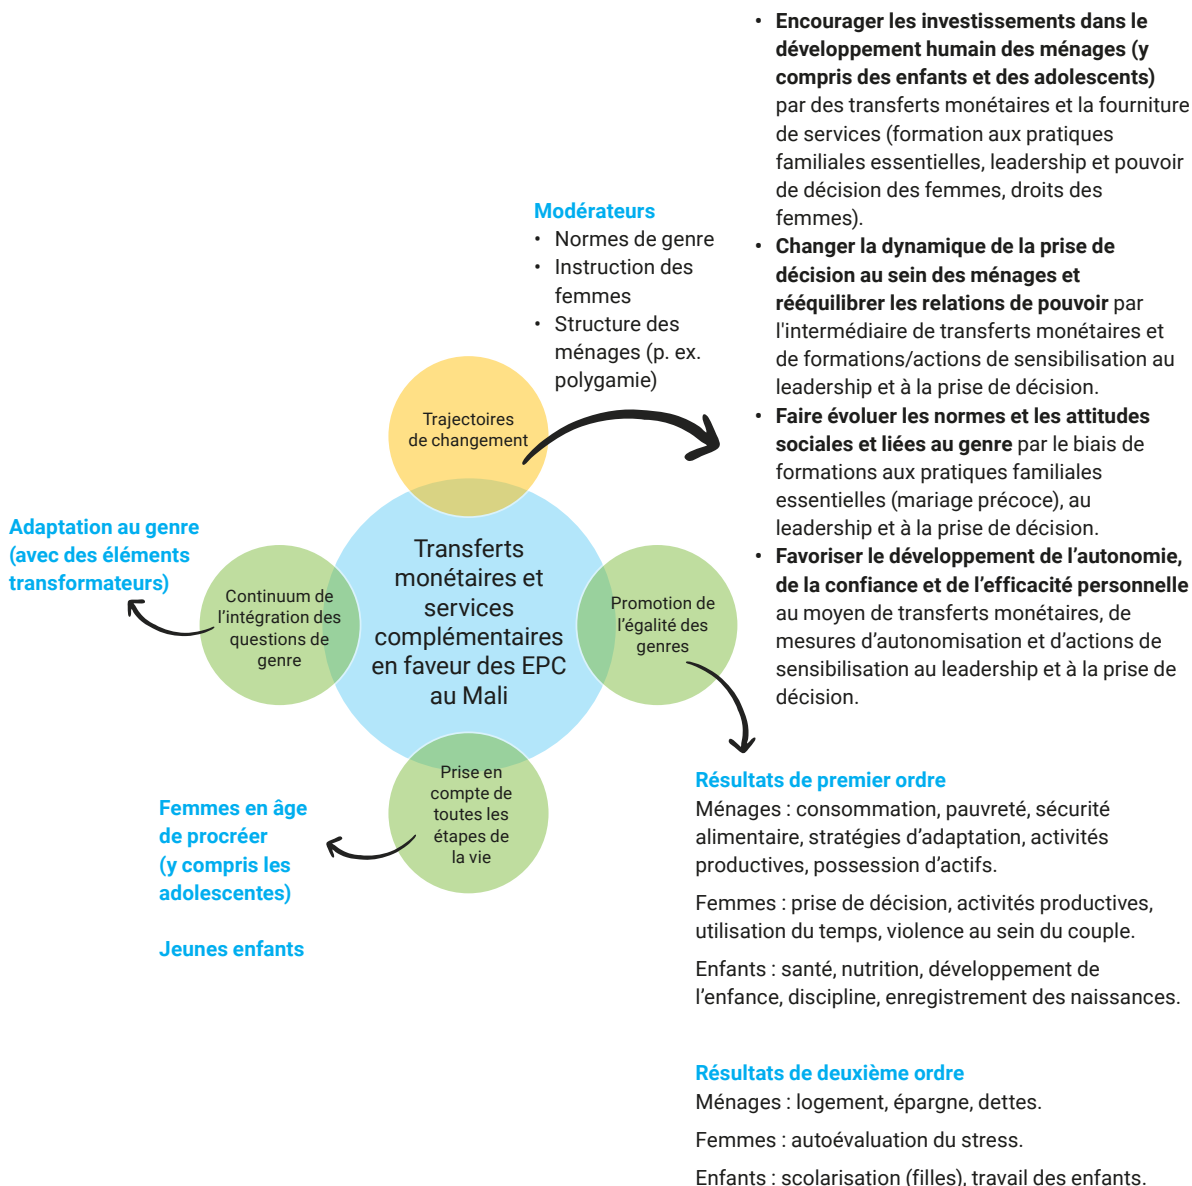 • Encourager les investissements dans le
développement humain des ménages (y
compris des enfants et des adolescents)
par des transferts monétaires et la fourniture
de services (formation aux pratiques
familiales essentielles, leadership et pouvoir
de décision des femmes, droits des
femmes).
• Changer la dynamique de la prise de
décision au sein des ménages et
rééquilibrer les relations de pouvoir par
l'intermédiaire de transferts monétaires et
de formations/actions de sensibilisation au
leadership et à la prise de décision.
• Faire évoluer les normes et les attitudes
sociales et liées au genre par le biais de
formations aux pratiques familiales
essentielles (mariage précoce), au
leadership et à la prise de décision.
• Favoriser le développement de l’autonomie,
de la confiance et de l’efficacité personnelle
au moyen de transferts monétaires, de
mesures d’autonomisation et d’actions de
sensibilisation au leadership et à la prise de
décision.
Modérateurs
• Normes de genre
• Instruction des
femmes
• Structure des
ménages (p. ex.
polygamie)
Trajectoires
de changement
Adaptation au genre
(avec des éléments
transformateurs)
Continuum de
l’intégration des
questions de
genre
Transferts
monétaires et
services
complémentaires
en faveur des EPC
au Mali
Promotion de
l’égalité des
genres
Prise en
compte de
toutes les
étapes de
la vie
Femmes en âge
de procréer
(y compris les
adolescentes)
Jeunes enfants
Résultats de premier ordre
Ménages : consommation, pauvreté, sécurité
alimentaire, stratégies d’adaptation, activités
productives, possession d’actifs.
Femmes : prise de décision, activités productives,
utilisation du temps, violence au sein du couple.
Enfants : santé, nutrition, développement de
l’enfance, discipline, enregistrement des naissances.
Résultats de deuxième ordre
Ménages : logement, épargne, dettes.
Femmes : autoévaluation du stress.
Enfants : scolarisation (filles), travail des enfants.